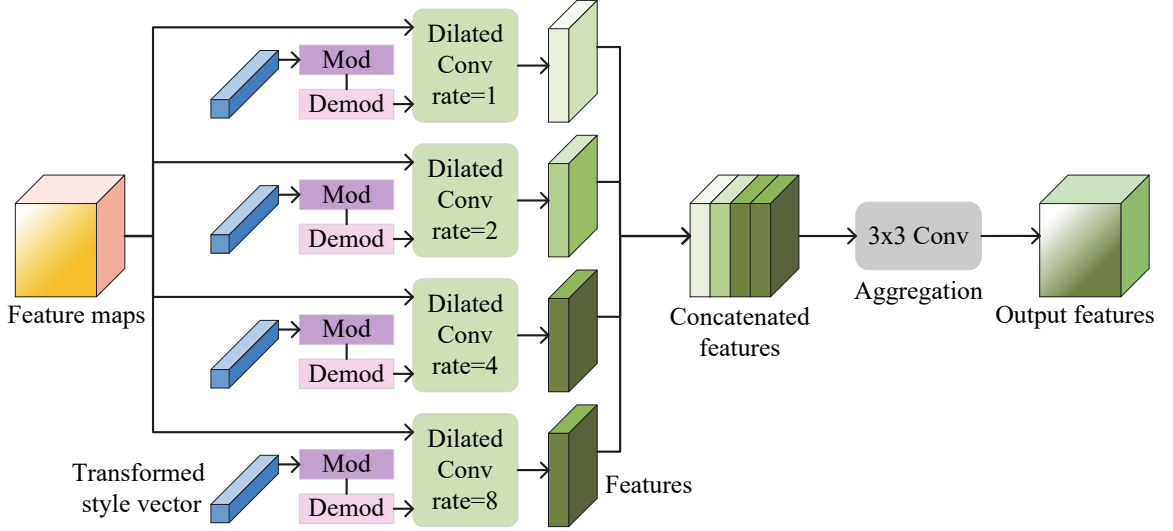 Dilated
Conv
rate=1
Mod
Demod
Dilated
Conv
rate=2
Mod
Demod
Feature maps
Dilated
Conv
rate=4
Mod
Demod
Dilated
Conv
rate=8
Mod
Demod
Transformed
style vector
Features
Concatenated
features
3x3 Conv
Aggregation
Output features